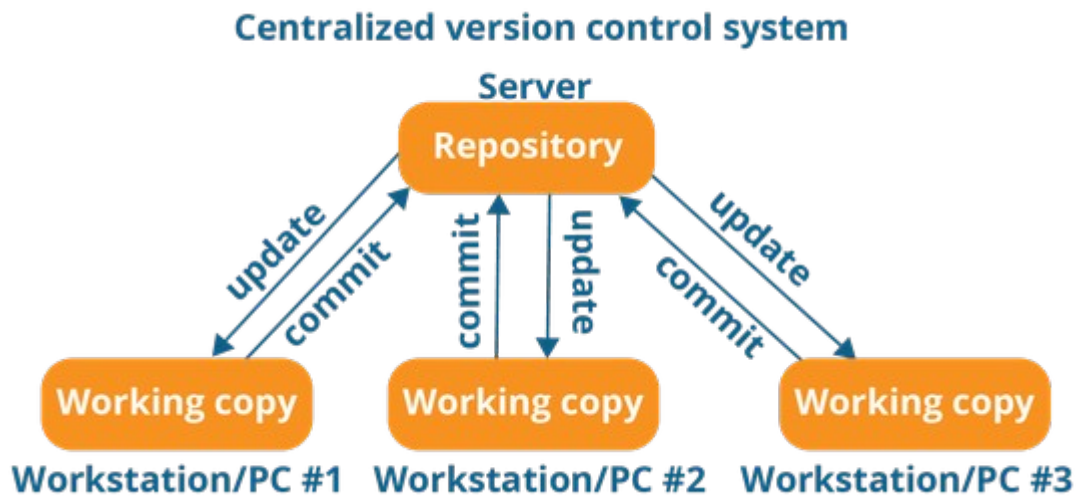 Centralized version control system
Server
Repository
update
commit
commit
update
update
commit
Working copy
Working copy
Working copy
Workstation/PC #1
Workstation/PC #2
Workstation/PC #3